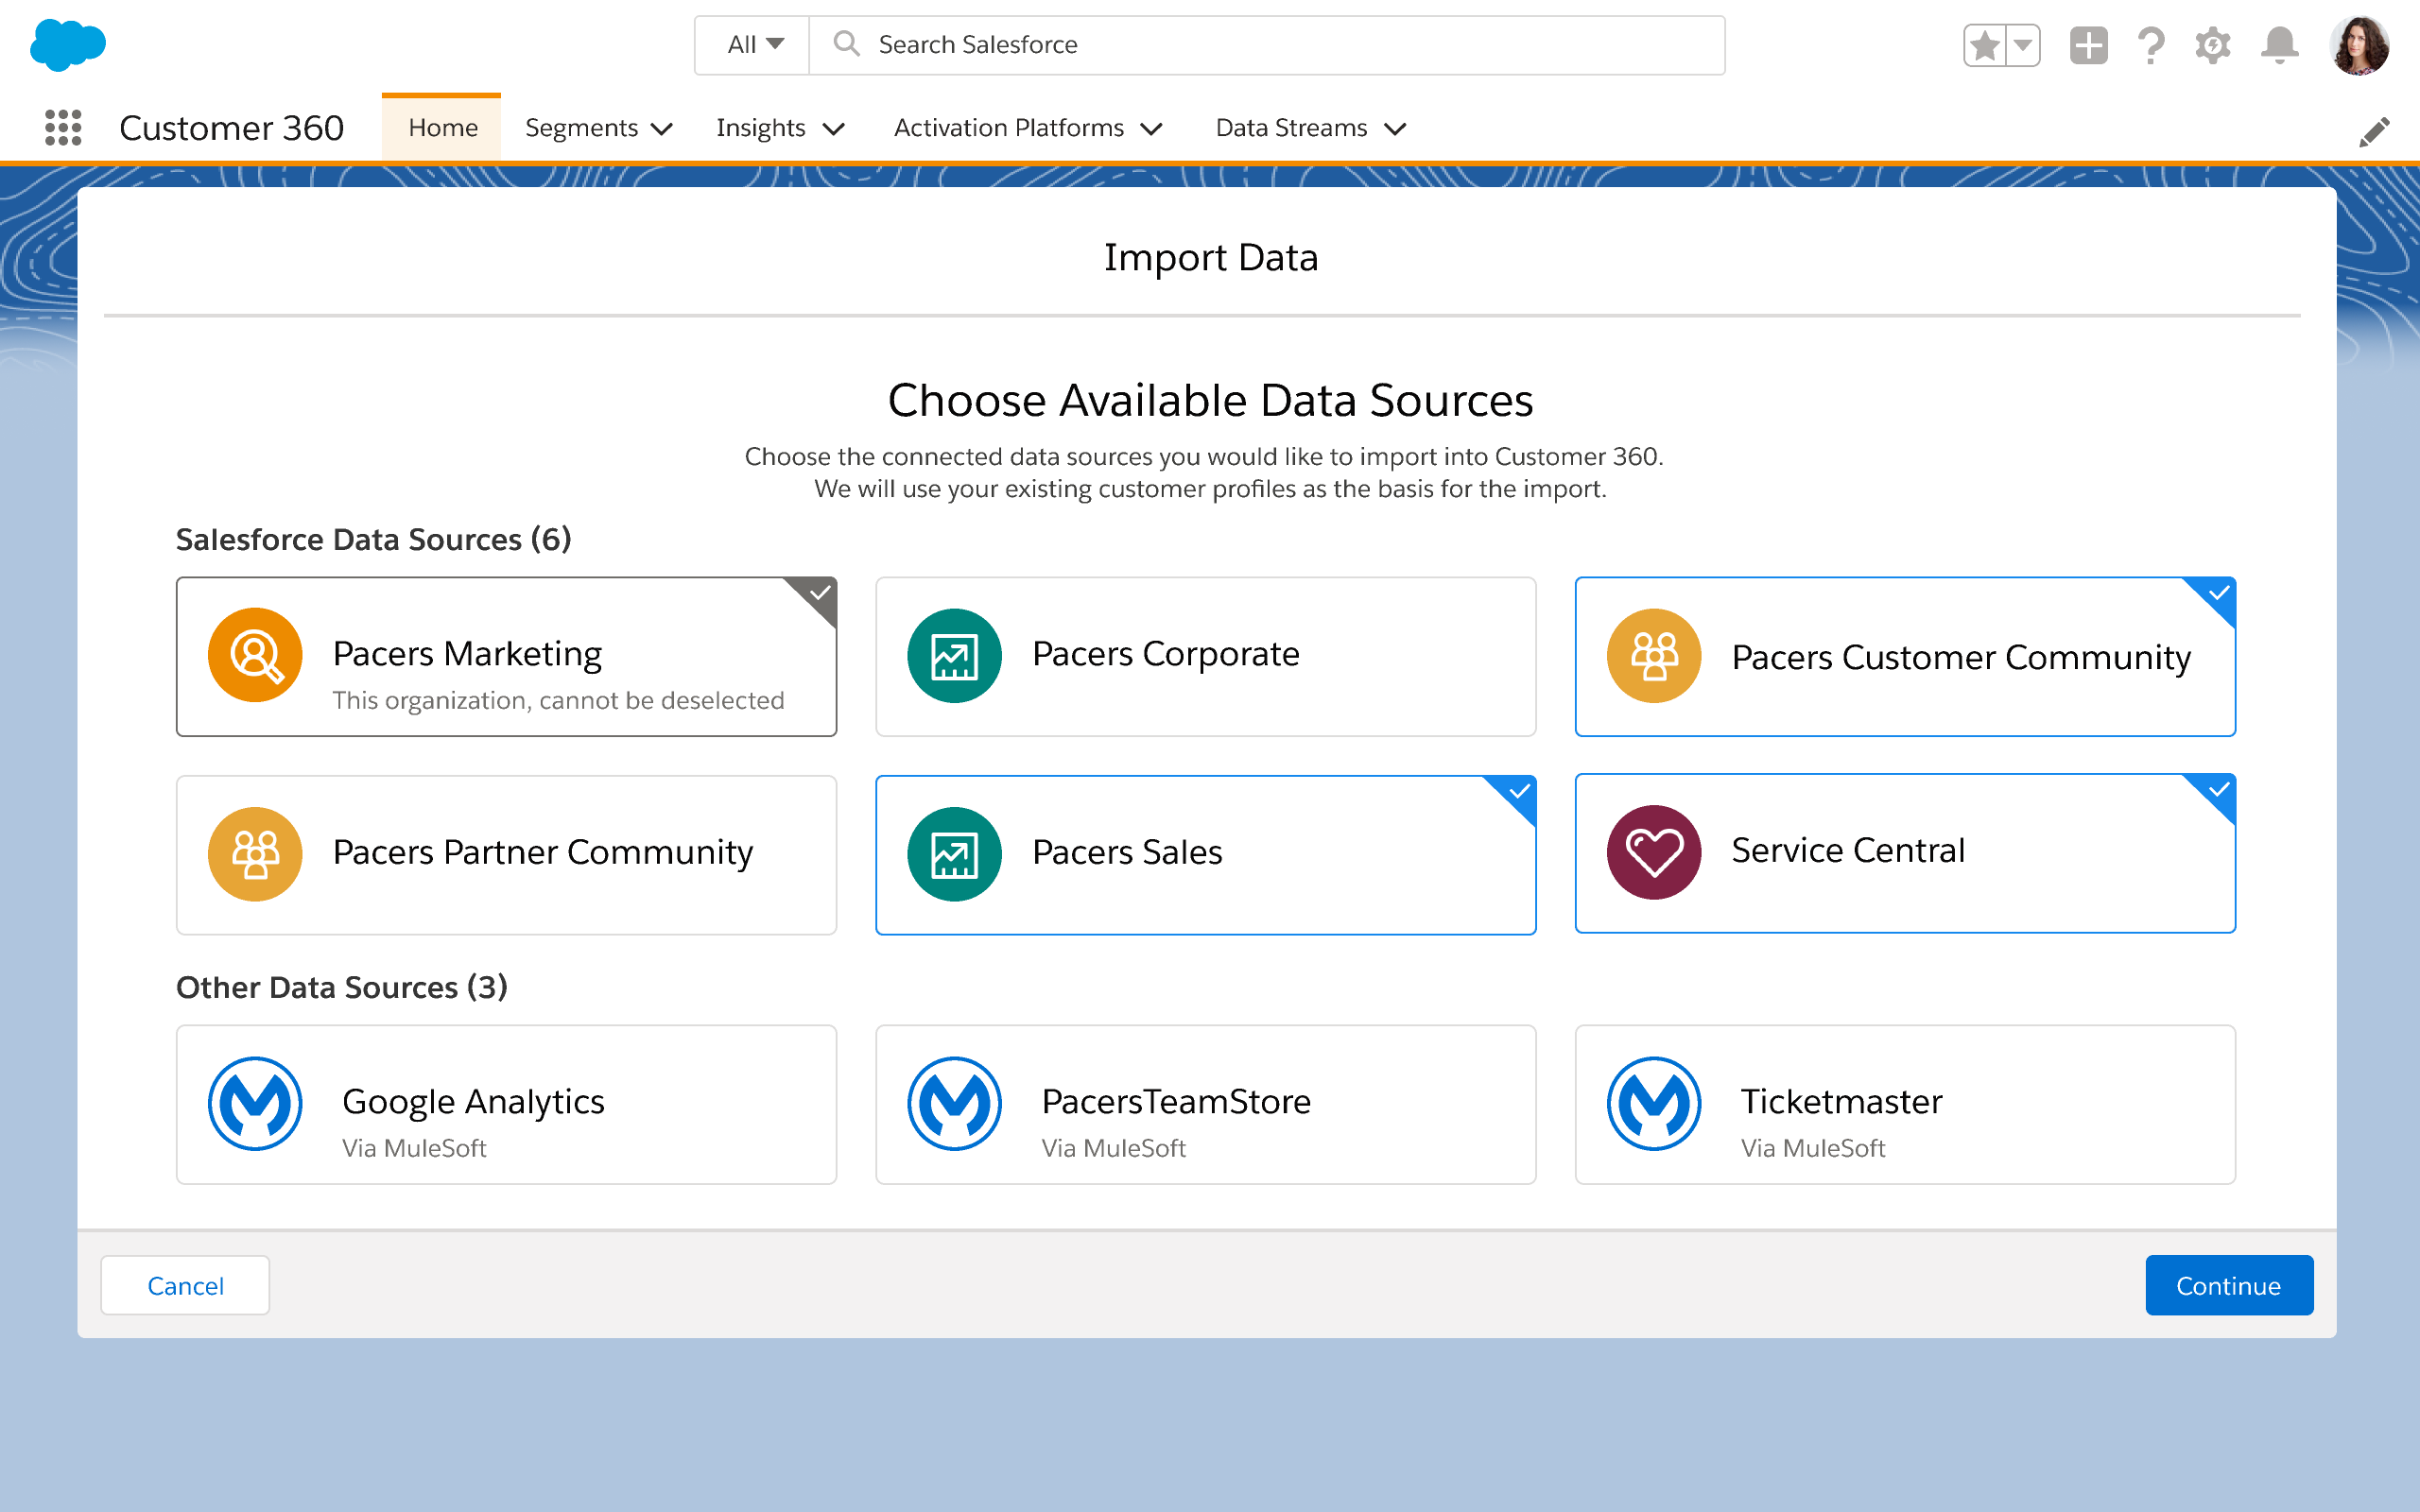 All
Search Salesforce
Customer 360
Home
Segments
Insights
Activation Platforms
Data Streams
Import Data
Choose Available Data Sources
Choose the connected data sources you would like to import into Customer 360.
We will use your existing customer profiles as the basis for the import.
Salesforce Data Sources (6)
Pacers Marketing
This organization, cannot be deselected
Pacers Corporate
Pacers Customer Community
Pacers Partner Community
Pacers Sales
Service Central
Other Data Sources (3)
Google Analytics
Via MuleSoft
PacersTeamStore
Via MuleSoft
Ticketmaster
Via MuleSoft
Cancel
Continue